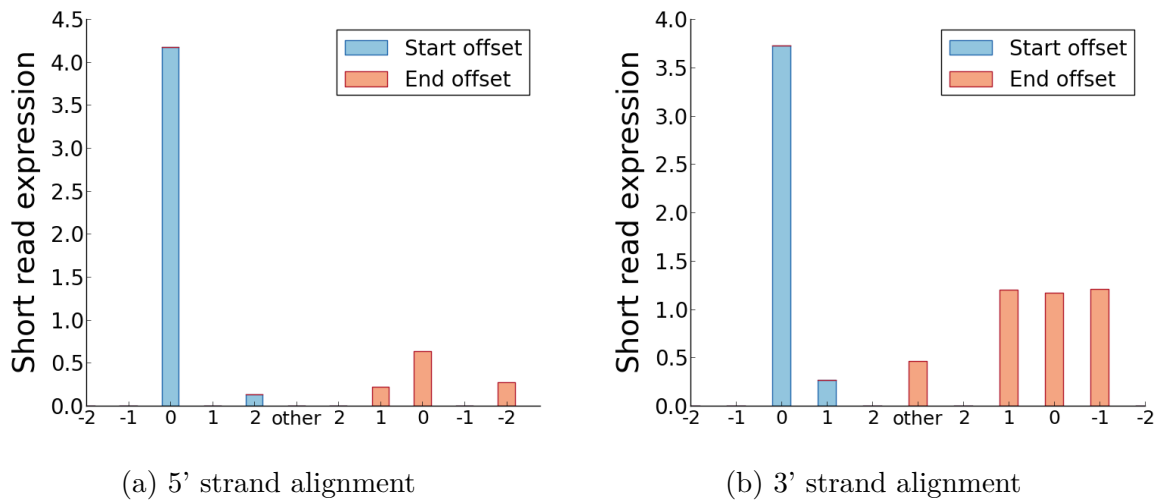 Short read expression
4.5
4.0
3.5
3.0
2.5
2.0
1.5
1.0
0.5
0.0
-2 -1 0 1 2 other 2 1 0 -1 -2
Start offset
End offset
(a) 5’ strand alignment
Short read expression
4.0
3.5
3.0
2.5
2.0
1.5
1.0
0.5
0.0
-2 -1 0 1 2 other 2 1 0 -1 -2
Start offset
End offset
(b) 3’ strand alignment